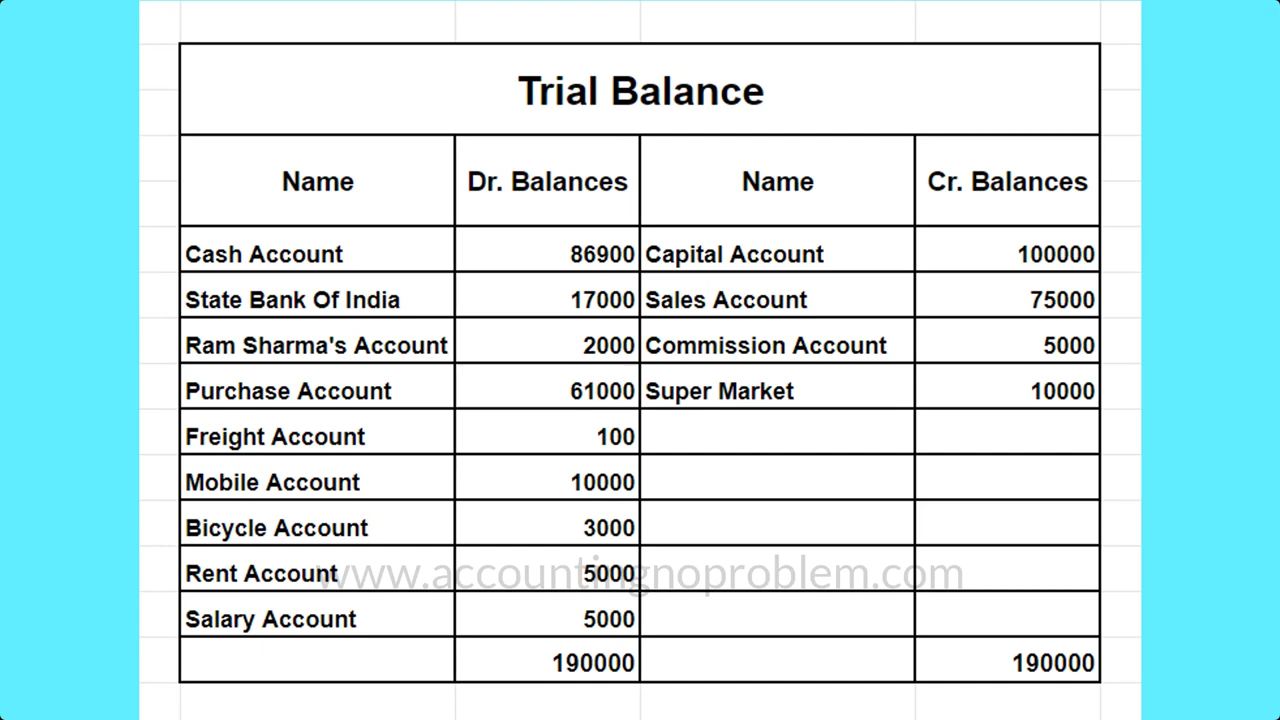 Trial Balance
Name Dr. Balances Name Cr. Balances
Cash Account 86900 Capital Account 100000
State Bank Of India 17000 Sales Account 75000
Ram Sharma's Account 2000 Commission Account 5000
Purchase Account 61000 Super Market 10000
Freight Account 100
Mobile Account 10000
Bicycle Account 3000
Rent Account 5000
www.accountingnoproblem.com
Salary Account 5000
190000 190000